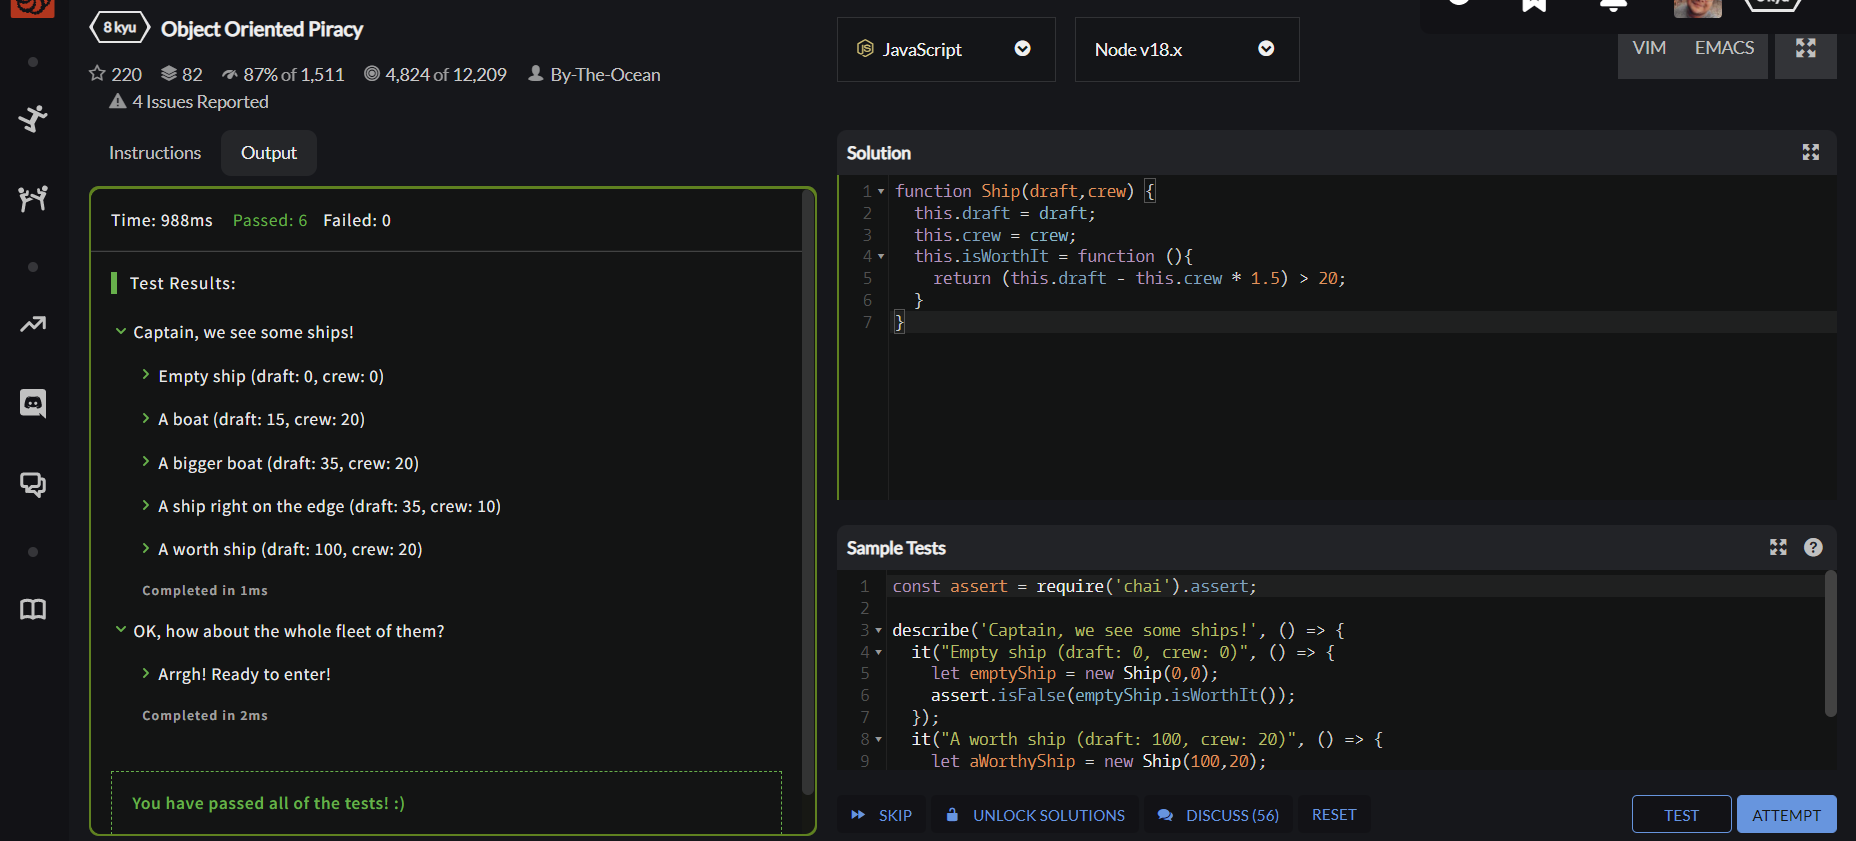 8 kyu Object Oriented Piracy
220 82 87% of 1,511 4,824 of 12,209 By-The-Ocean
4 Issues Reported
Instructions Output
Time: 988ms Passed: 6 Failed: 0
Test Results:
Captain, we see some ships!
Empty ship (draft: 0, crew: 0)
A boat (draft: 15, crew: 20)
A bigger boat (draft: 35, crew: 20)
A ship right on the edge (draft: 35, crew: 10)
A worth ship (draft: 100, crew: 20)
Completed in 1ms
OK, how about the whole fleet of them?
Arrgh! Ready to enter!
Completed in 2ms
You have passed all of the tests! :)
JS JavaScript Node v18.x VIM EMACS
Solution
1 function Ship(draft,crew) {
2 this.draft = draft;
3 this.crew = crew;
4 this.isWorthIt = function (){
5 return (this.draft - this.crew * 1.5) > 20;
6 }
7 }
Sample Tests
1 const assert = require('chai').assert;
2
3 describe('Captain, we see some ships!', () => {
4 it("Empty ship (draft: 0, crew: 0)", () => {
5 let emptyShip = new Ship(0,0);
6 assert.isFalse(emptyShip.isWorthIt());
7 });
8 it("A worth ship (draft: 100, crew: 20)", () => {
9 let aWorthyShip = new Ship(100,20);
SKIP UNLOCK SOLUTIONS DISCUSS (56) RESET TEST ATTEMPT